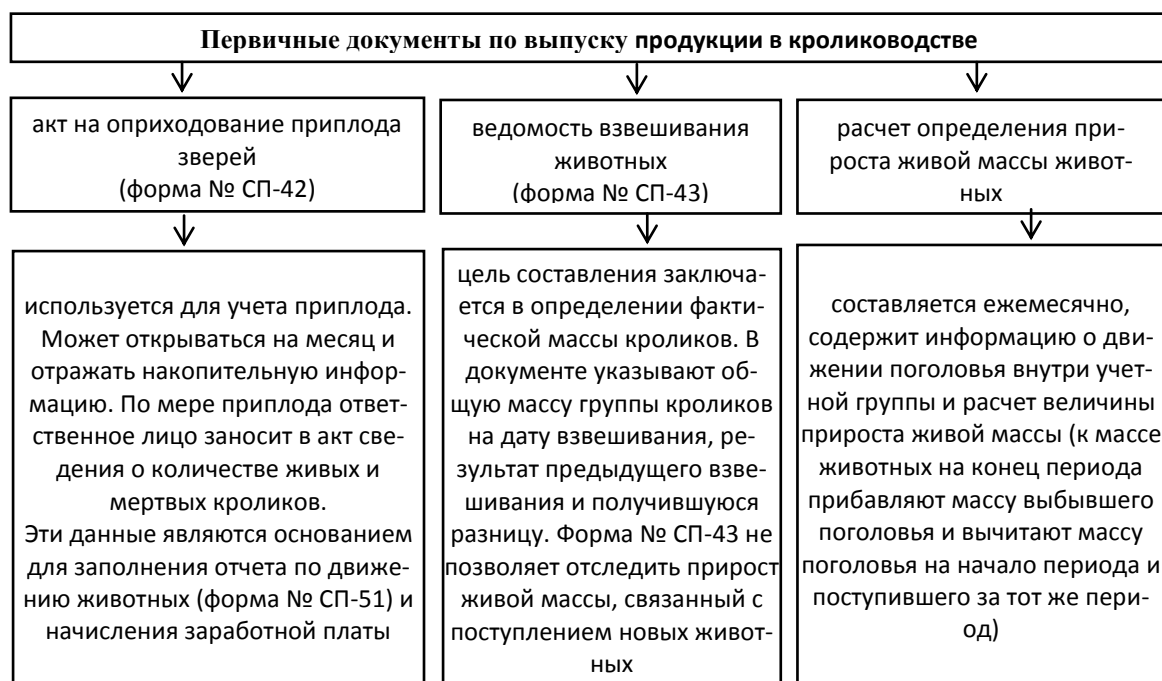 Первичные документы по выпуску продукции в кролиководстве
акт на оприходование приплода
зверей
(форма № СП-42)
ведомость взвешивания
животных
(форма № СП-43)
расчет определения при-
роста живой массы живот-
ных
используется для учета приплода.
Может открываться на месяц и
отражать накопительную инфор-
мацию. По мере приплода ответ-
ственное лицо заносит в акт све-
дения о количестве живых и
мертвых кроликов.
Эти данные являются основанием
для заполнения отчета по движе-
нию животных (форма № СП-51) и
начисления заработной платы
цель составления заключа-
ется в определении факти-
ческой массы кроликов. В
документе указывают об-
щую массу группы кроликов
на дату взвешивания, ре-
зультат предыдущего взве-
шивания и получившуюся
разницу. Форма № СП-43 не
позволяет отследить прирост
живой массы, связанный с
поступлением новых живот-
ных
составляется ежемесячно,
содержит информацию о дви-
жении поголовья внутри учет-
ной группы и расчет величины
прироста живой массы (к массе
животных на конец периода
прибавляют массу выбывшего
поголовья и вычитают массу
поголовья на начало периода и
поступившего за тот же пери-
од)